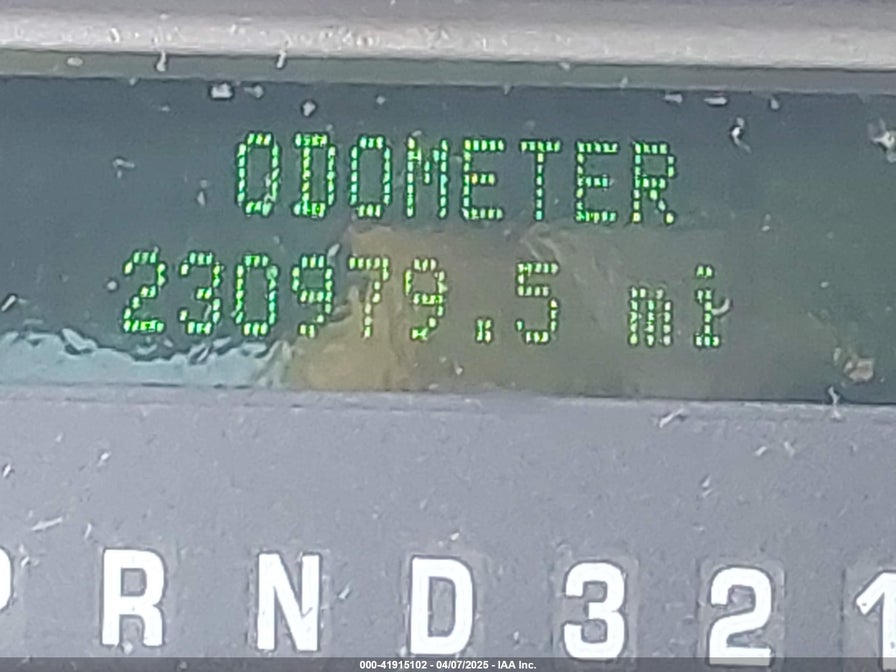 ODOMETER
230979.5 mi
P R N D 3 2 1
000-41915102 - 04/07/2025 - IAA Inc.